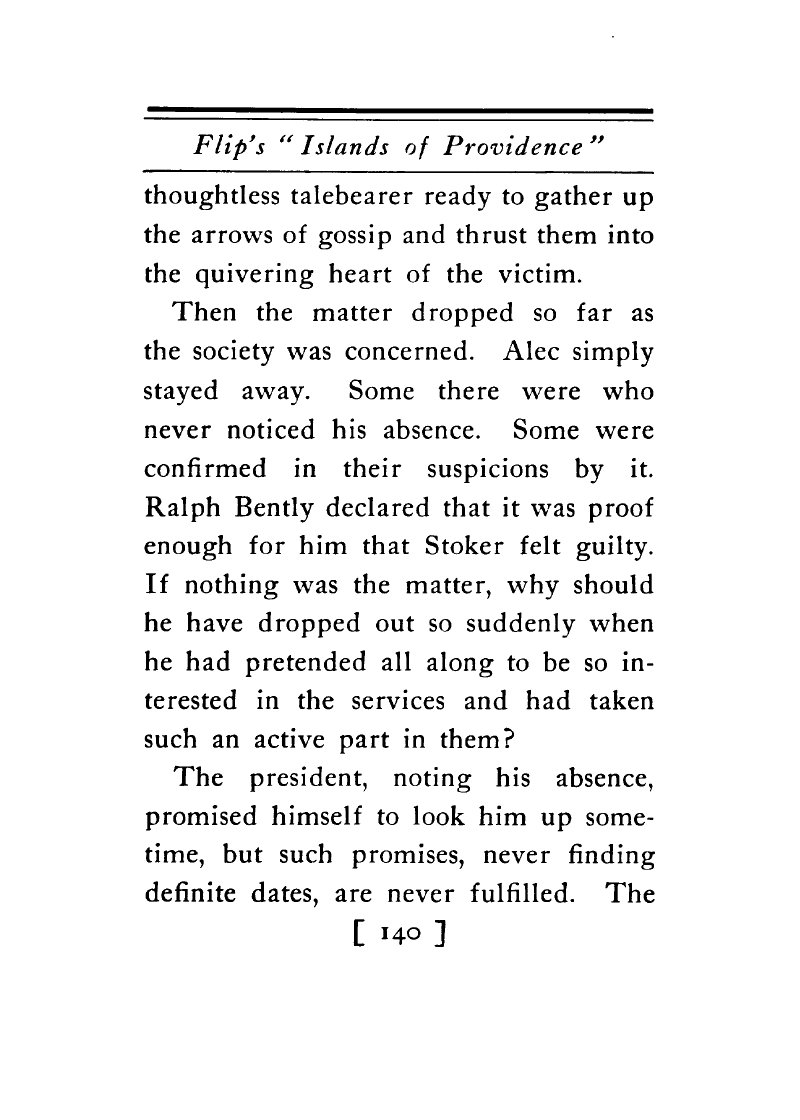 Flip's “Islands of Providence”
thoughtless talebearer ready to gather up
the arrows of gossip and thrust them into
the quivering heart of the victim.
Then the matter dropped so far as
the society was concerned. Alec simply
stayed away. Some there were who
never noticed his absence. Some were
confirmed in their suspicions by it.
Ralph Bently declared that it was proof
enough for him that Stoker felt guilty.
If nothing was the matter, why should
he have dropped out so suddenly when
he had pretended all along to be so in-
terested in the services and had taken
such an active part in them?
The president, noting his absence,
promised himself to look him up some-
time, but such promises, never finding
definite dates, are never fulfilled. The
[ 140 ]